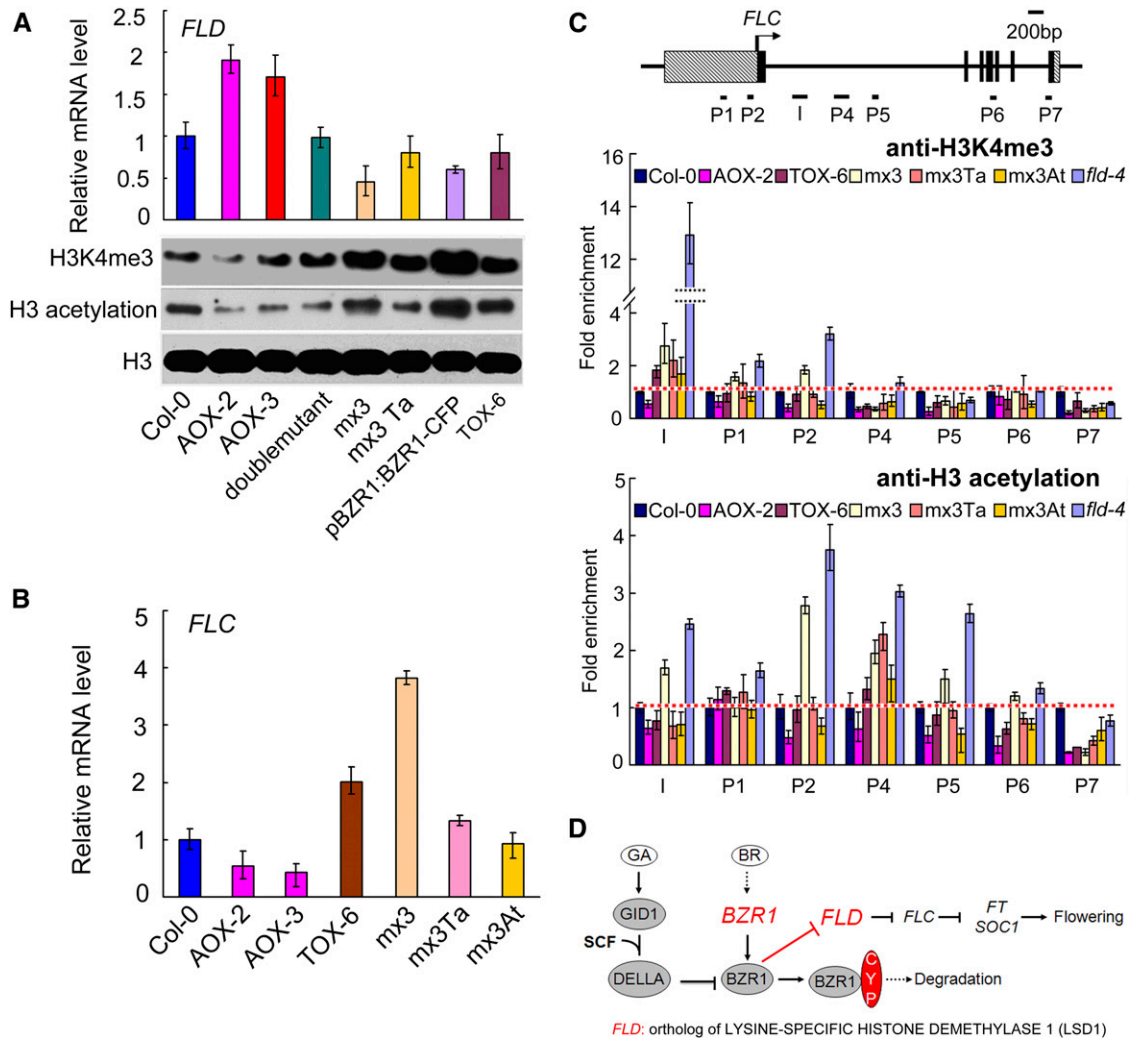 A
FLD
Relative mRNA level
2.5
2
1.5
1
0.5
0
H3K4me3
H3 acetylation
H3
Col-0
AOX-2
AOX-3
doublemutant
mx3
mx3 Ta
pBZR1:BZR1-CFP
TOX-6
B
FLC
Relative mRNA level
5
4
3
2
1
0
Col-0
AOX-2
AOX-3
TOX-6
mx3
mx3Ta
mx3At
C
FLC
200bp
P1 P2 I P4 P5 P6 P7
anti-H3K4me3
Col-0 AOX-2 TOX-6 mx3 mx3Ta mx3At fld-4
Fold enrichment
16
14
12
4
2
0
I P1 P2 P4 P5 P6 P7
anti-H3 acetylation
Col-0 AOX-2 TOX-6 mx3 mx3Ta mx3At fld-4
Fold enrichment
5
4
3
2
1
0
I P1 P2 P4 P5 P6 P7
D
GA BR
GID1 BZR1 FLD FLC FT
SOC1 Flowering
SCF
DELLA BZR1 BZR1 CYP Degradation
FLD: ortholog of LYSINE-SPECIFIC HISTONE DEMETHYLASE 1 (LSD1)